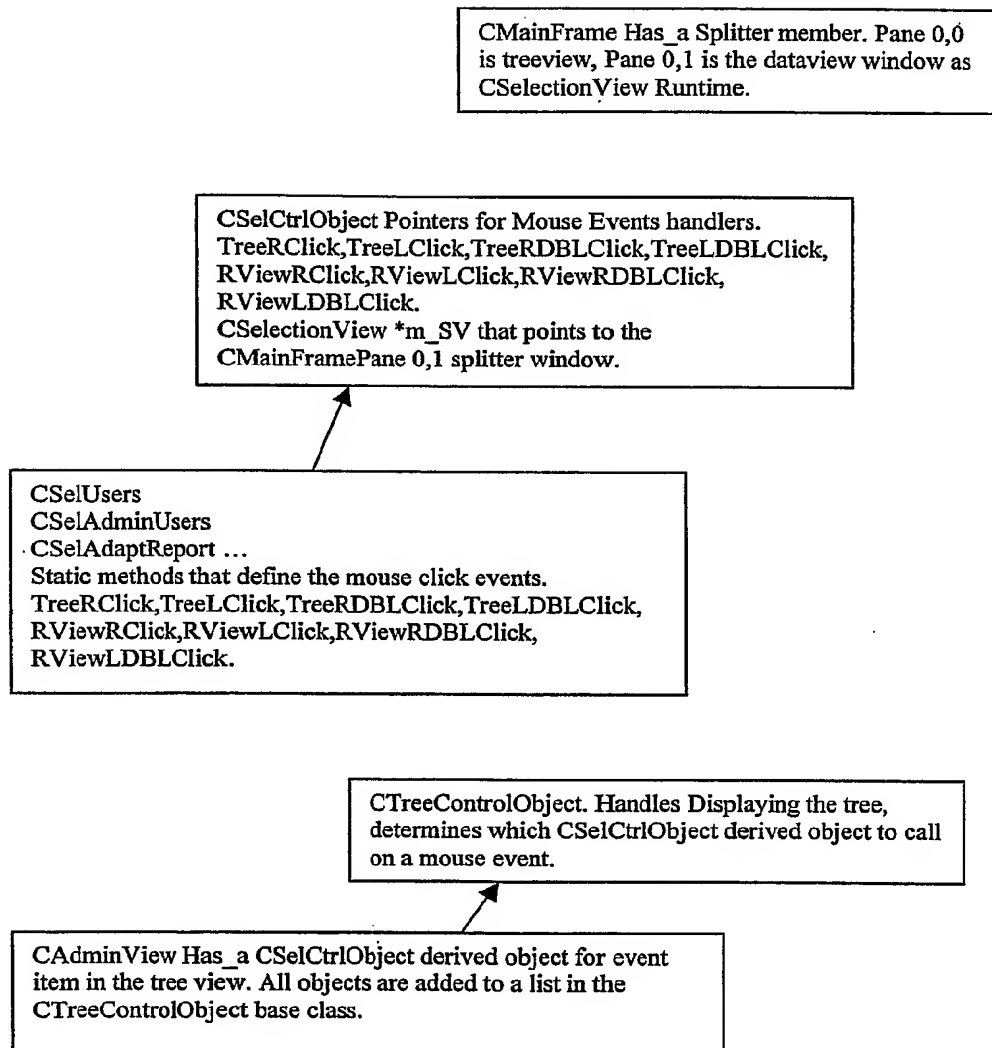 CMainFrame Has_a Splitter member. Pane 0,0
is treeview, Pane 0,1 is the dataview window as
CSelectionView Runtime.
CSelCtrlObject Pointers for Mouse Events handlers.
TreeRClick,TreeLClick,TreeRDBLClick,TreeLDBLClick,
RViewRClick,RViewLClick,RViewRDBLClick,
RViewLDBLClick.
CSelectionView *m_SV that points to the
CMainFramePane 0,1 splitter window.
CSelUsers
CSelAdminUsers
CSelAdaptReport ...
Static methods that define the mouse click events.
TreeRClick,TreeLClick,TreeRDBLClick,TreeLDBLClick,
RViewRClick,RViewLClick,RViewRDBLClick,
RViewLDBLClick.
CTreeControlObject. Handles Displaying the tree,
determines which CSelCtrlObject derived object to call
on a mouse event.
CAdminView Has_a CSelCtrlObject derived object for event
item in the tree view. All objects are added to a list in the
CTreeControlObject base class.